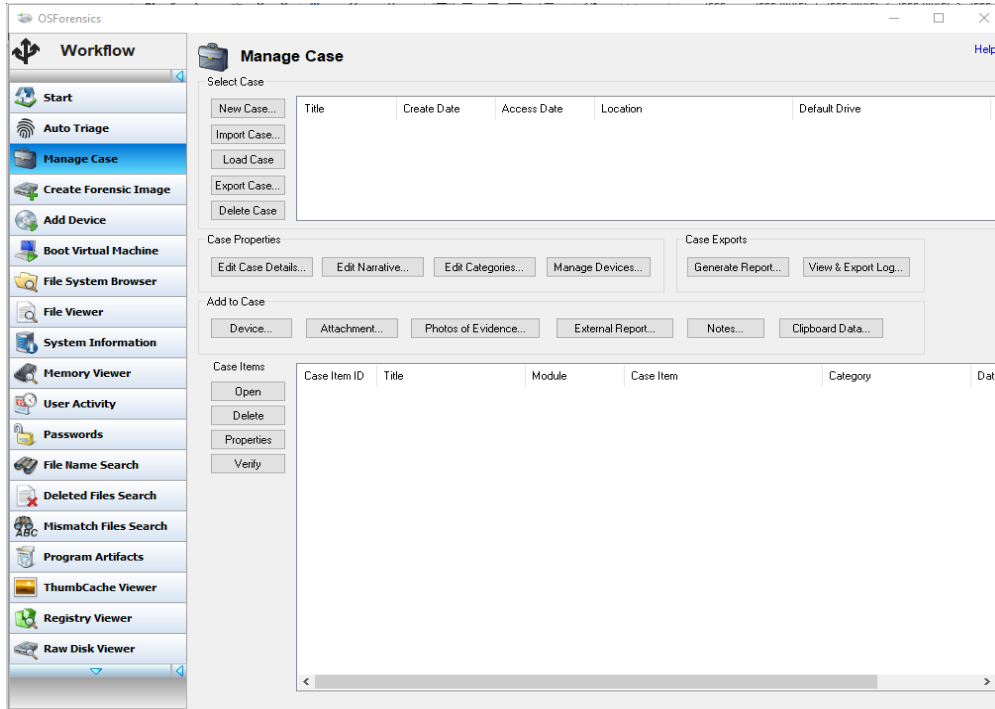 OSForensics
Workflow
Start
Auto Triage
Manage Case
Create Forensic Image
Add Device
Boot Virtual Machine
File System Browser
File Viewer
System Information
Memory Viewer
User Activity
Passwords
File Name Search
Deleted Files Search
Mismatch Files Search
Program Artifacts
ThumbCache Viewer
Registry Viewer
Raw Disk Viewer
Manage Case
Help
Select Case
New Case...
Import Case...
Load Case
Export Case...
Delete Case
Title Create Date Access Date Location Default Drive
Case Properties
Edit Case Details... Edit Narrative... Edit Categories... Manage Devices...
Case Exports
Generate Report... View & Export Log...
Add to Case
Device... Attachment... Photos of Evidence... External Report... Notes... Clipboard Data...
Case Items
Open
Delete
Properties
Verify
Case Item ID Title Module Case Item Category Dat